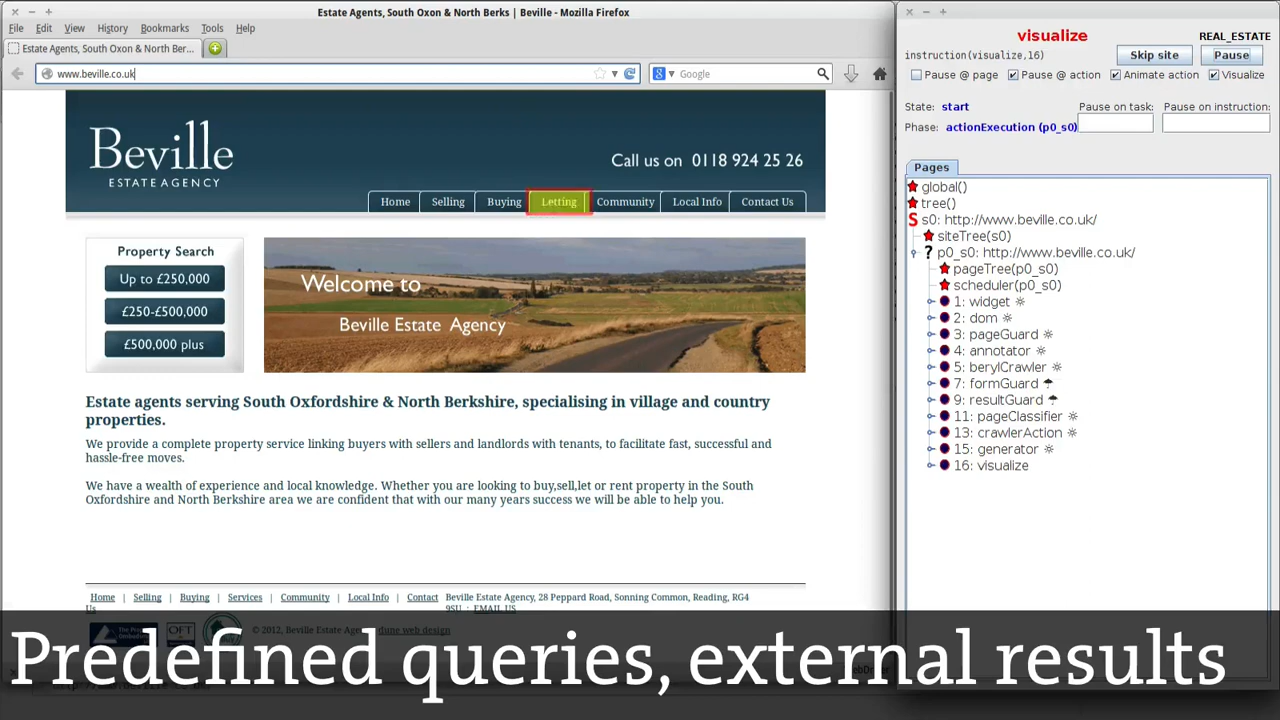 Estate Agents, South Oxon & North Berks | Beville - Mozilla Firefox
File Edit View History Bookmarks Tools Help
Estate Agents, South Oxon & North Ber...
www.beville.co.uk
Google
Beville
ESTATE AGENCY
Call us on 0118 924 25 26
Home Selling Buying Letting Community Local Info Contact Us
Property Search
Up to £250,000
£250-£500,000
£500,000 plus
Welcome to
Beville Estate Agency
Estate agents serving South Oxfordshire & North Berkshire, specialising in village and country
properties.
We provide a complete property service linking buyers with sellers and landlords with tenants, to facilitate fast, successful and
hassle-free moves.
We have a wealth of experience and local knowledge. Whether you are looking to buy,sell,let or rent property in the South
Oxfordshire and North Berkshire area we are confident that with our many years success we will be able to help you.
Home | Selling | Buying | Services | Community | Local Info | Contact
Us
Beville Estate Agency, 28 Peppard Road, Sonning Common, Reading, RG4
9SU : EMAIL US
OFT
© 2012, Beville Estate Agency dune web design
visualize
REAL_ESTATE
instruction(visualize,16)
Skip site
Pause
Pause @ page Pause @ action Animate action Visualize
State: start
Pause on task: Pause on instruction:
Phase: actionExecution (p0_s0)
Pages
global()
tree()
S s0: http://www.beville.co.uk/
siteTree(s0)
? p0_s0: http://www.beville.co.uk/
pageTree(p0_s0)
scheduler(p0_s0)
1: widget
2: dom
3: pageGuard
4: annotator
5: berylCrawler
7: formGuard
9: resultGuard
11: pageClassifier
13: crawlerAction
15: generator
16: visualize
Predefined queries, external results